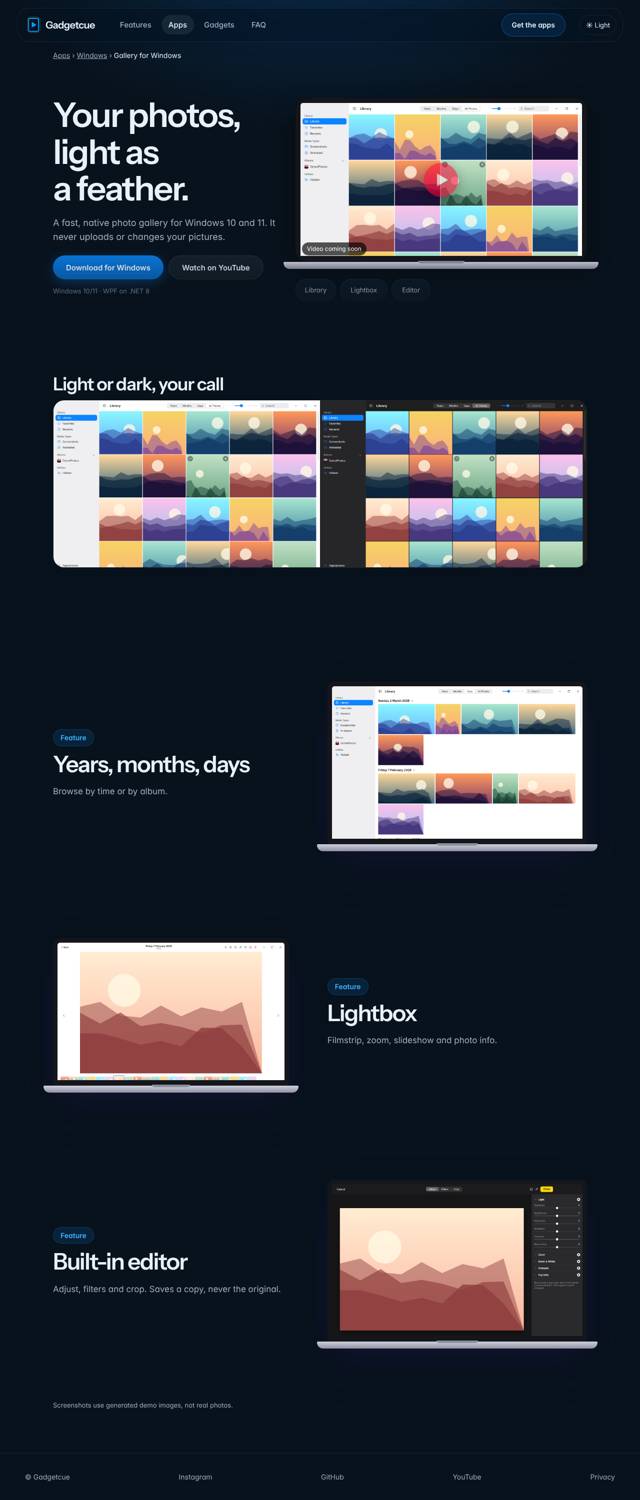 Gadgetcue
Features
Apps
Gadgets
FAQ
Get the apps
Light
Apps › Windows › Gallery for Windows
Your photos,
light as
a feather.
A fast, native photo gallery for Windows 10 and 11. It
never uploads or changes your pictures.
Download for Windows
Watch on YouTube
Windows 10/11 · WPF on .NET 8
Library
Video coming soon
Library
Lightbox
Editor
Light or dark, your call
Library
Library
Feature
Years, months, days
Browse by time or by album.
Library
Feature
Lightbox
Filmstrip, zoom, slideshow and photo info.
Feature
Built-in editor
Adjust, filters and crop. Saves a copy, never the original.
Screenshots use generated demo images, not real photos.
© Gadgetcue
Instagram
GitHub
YouTube
Privacy